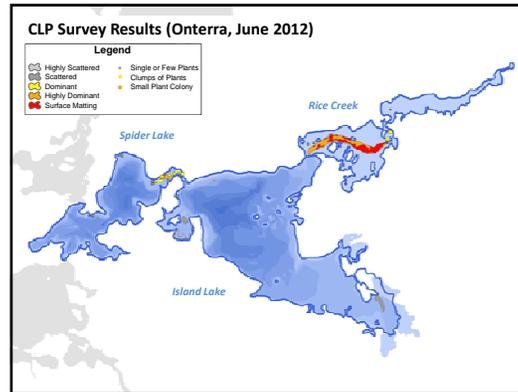 CLP Survey Results (Onterra, June 2012)
Legend
Highly Scattered
Scattered
Dominant
Highly Dominant
Surface Matting
Single or Few Plants
Clumps of Plants
Small Plant Colony
Rice Creek
Spider Lake
Island Lake